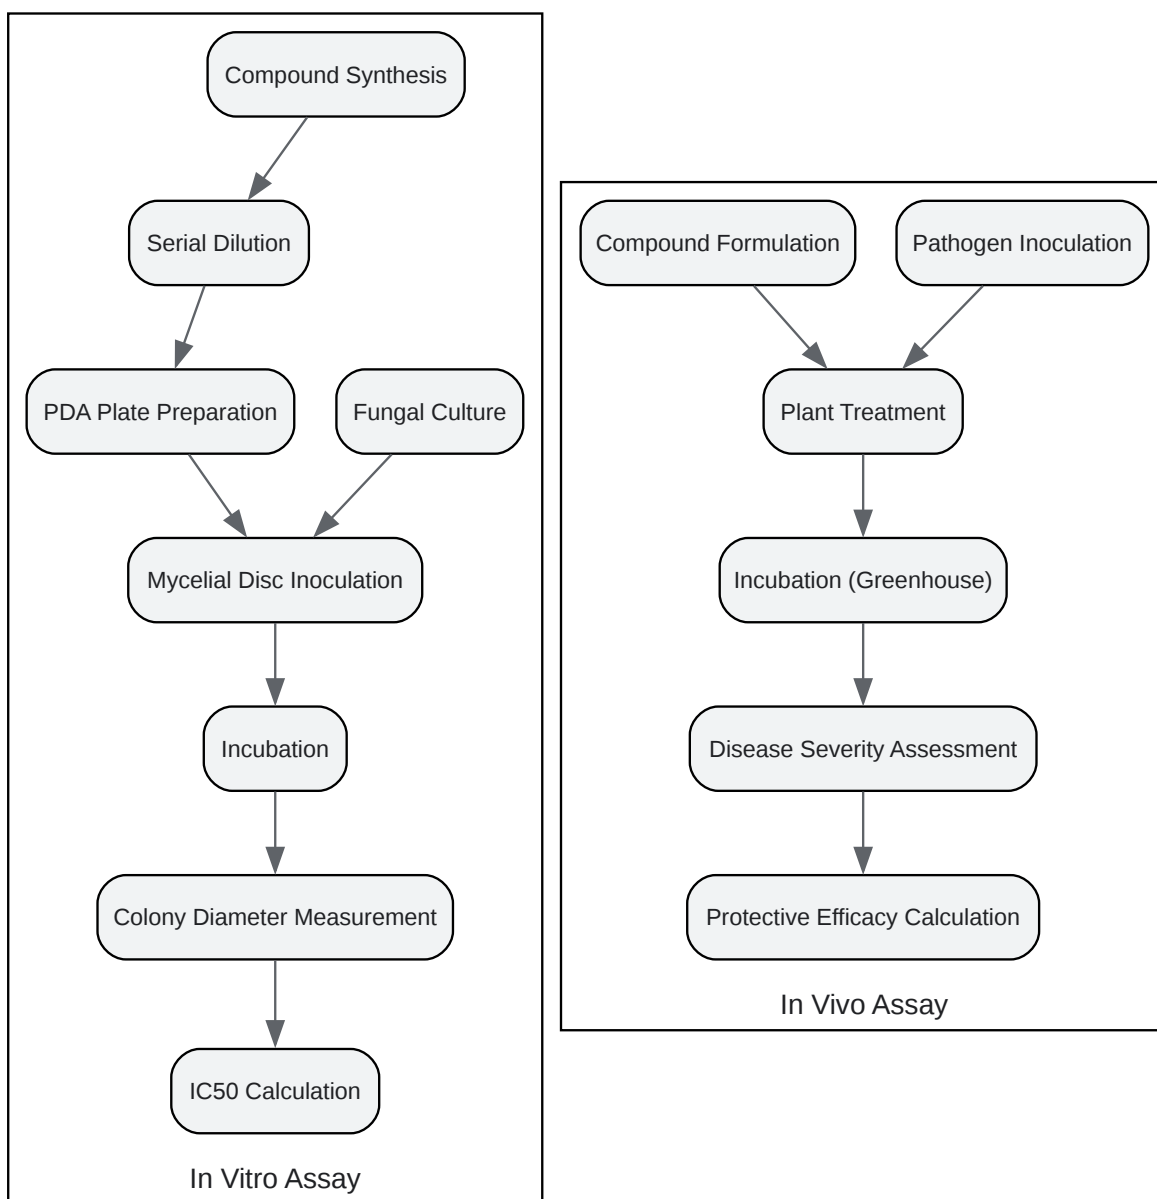 Compound Synthesis
Serial Dilution
PDA Plate Preparation
Fungal Culture
Mycelial Disc Inoculation
Incubation
Colony Diameter Measurement
IC50 Calculation
In Vitro Assay
Compound Formulation
Pathogen Inoculation
Plant Treatment
Incubation (Greenhouse)
Disease Severity Assessment
Protective Efficacy Calculation
In Vivo Assay